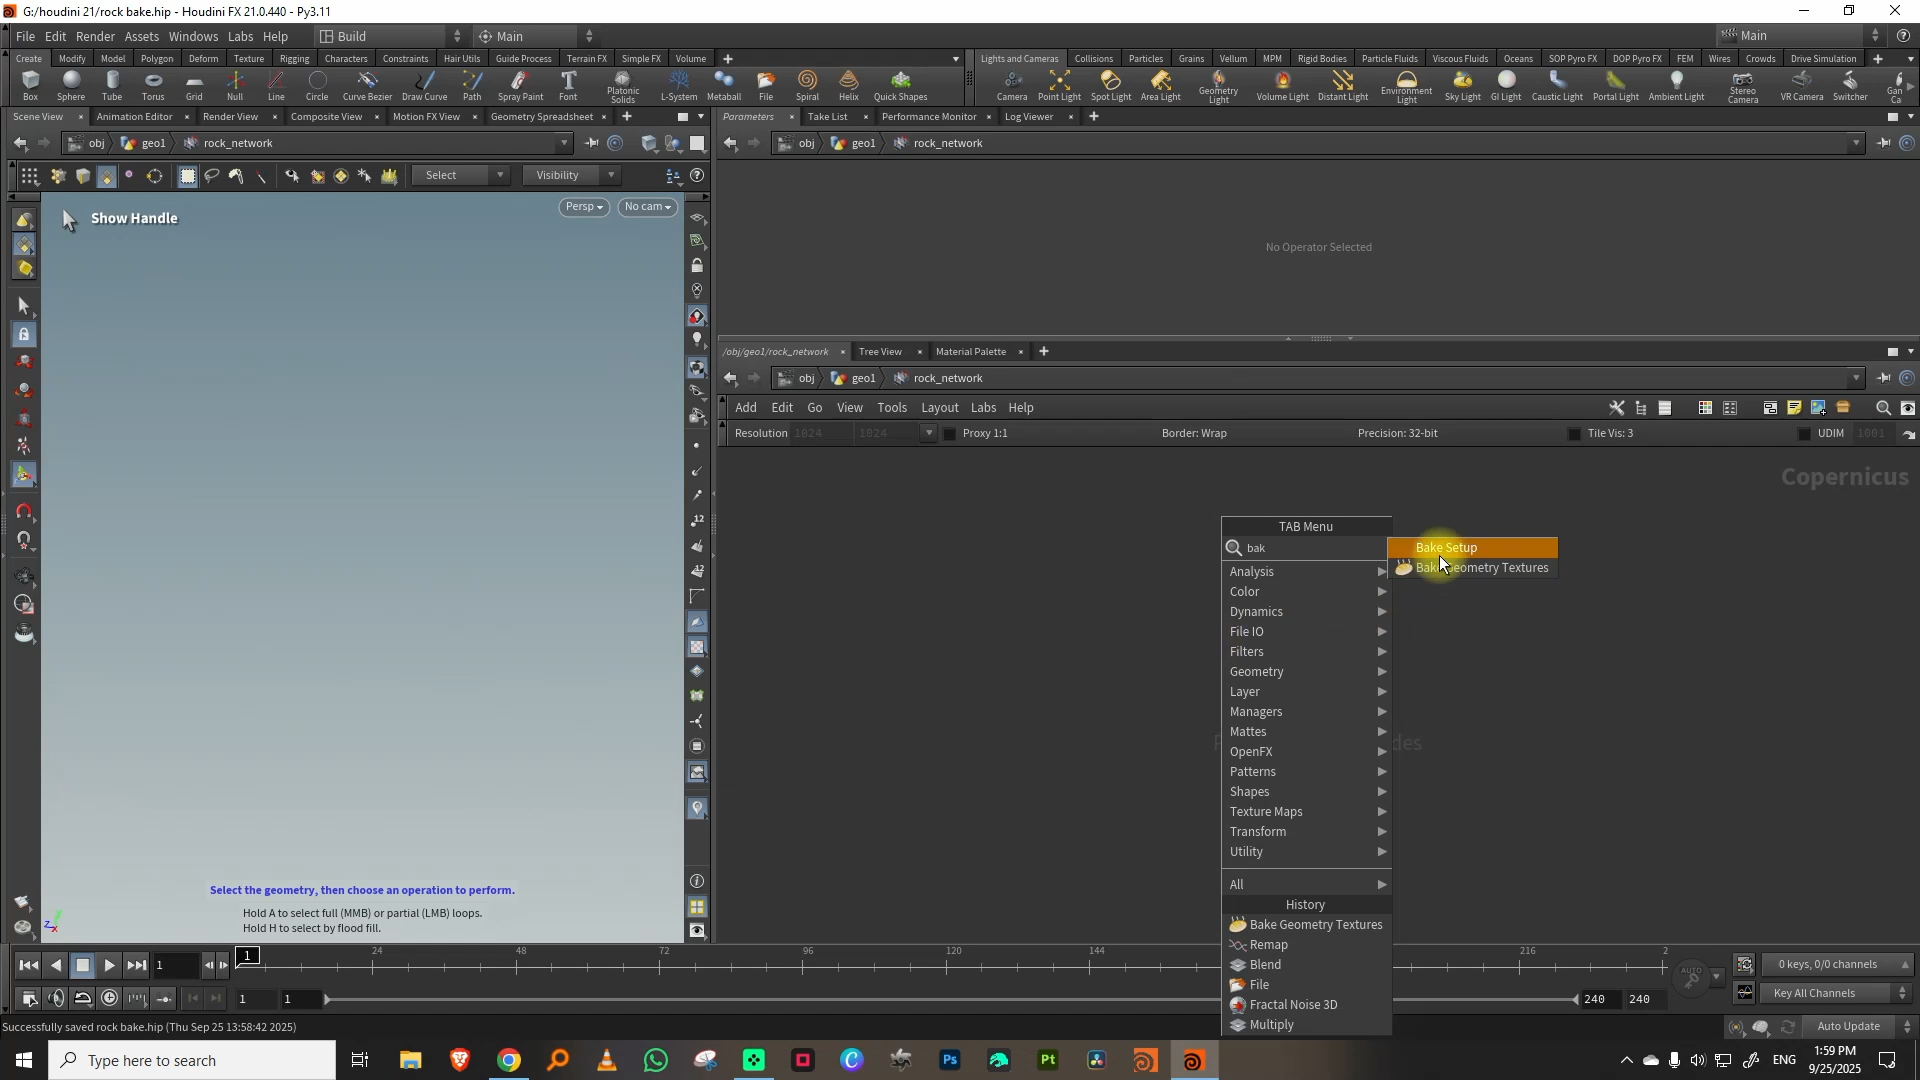 G:/houdini 21/rock bake.hip - Houdini FX 21.0.440 - Py3.11
File Edit Render Assets Windows Labs Help Build Main Main
Create Modify Model Polygon Deform Texture Rigging Characters Constraints Hair Utils Guide Process Terrain FX Simple FX Volume
Lights and Cameras Collisions Particles Grains Vellum MPM Rigid Bodies Particle Fluids Viscous Fluids Oceans SOP Pyro FX DOP Pyro FX FEM Wires Crowds Drive Simulation
Box Sphere Tube Torus Grid Null Line Circle Curve Bezier Draw Curve Path Spray Paint Font Platonic Solids L-System Metaball File Spiral Helix Quick Shapes
Camera Point Light Spot Light Area Light Geometry Light Volume Light Distant Light Environment Light Sky Light GI Light Caustic Light Portal Light Ambient Light Stereo Camera VR Camera Switcher Gan Ca
Scene View Animation Editor Render View Composite View Motion FX View Geometry Spreadsheet
Parameters Take List Performance Monitor Log Viewer
obj geo1 rock_network
obj geo1 rock_network
Select Visibility
Show Handle
Persp No cam
No Operator Selected
/obj/geo1/rock_network Tree View Material Palette
obj geo1 rock_network
Add Edit Go View Tools Layout Labs Help
Resolution 1024 1024 Proxy 1:1 Border: Wrap Precision: 32-bit Tile Vis: 3 UDIM 1001
Copernicus
TAB Menu
bak
Bake Setup
Bake Geometry Textures
Analysis
Color
Dynamics
File IO
Filters
Geometry
Layer
Managers
Mattes
OpenFX
Patterns
Shapes
Texture Maps
Transform
Utility
All
History
Bake Geometry Textures
Remap
Blend
File
Fractal Noise 3D
Multiply
Select the geometry, then choose an operation to perform.
Hold A to select full (MMB) or partial (LMB) loops.
Hold H to select by flood fill.
1 1 24 48 72 96 120 144 216 2
0 keys, 0/0 channels
1 1 240 240
Key All Channels
Successfully saved rock bake.hip (Thu Sep 25 13:58:42 2025)
Auto Update
Type here to search
ENG
1:59 PM
9/25/2025